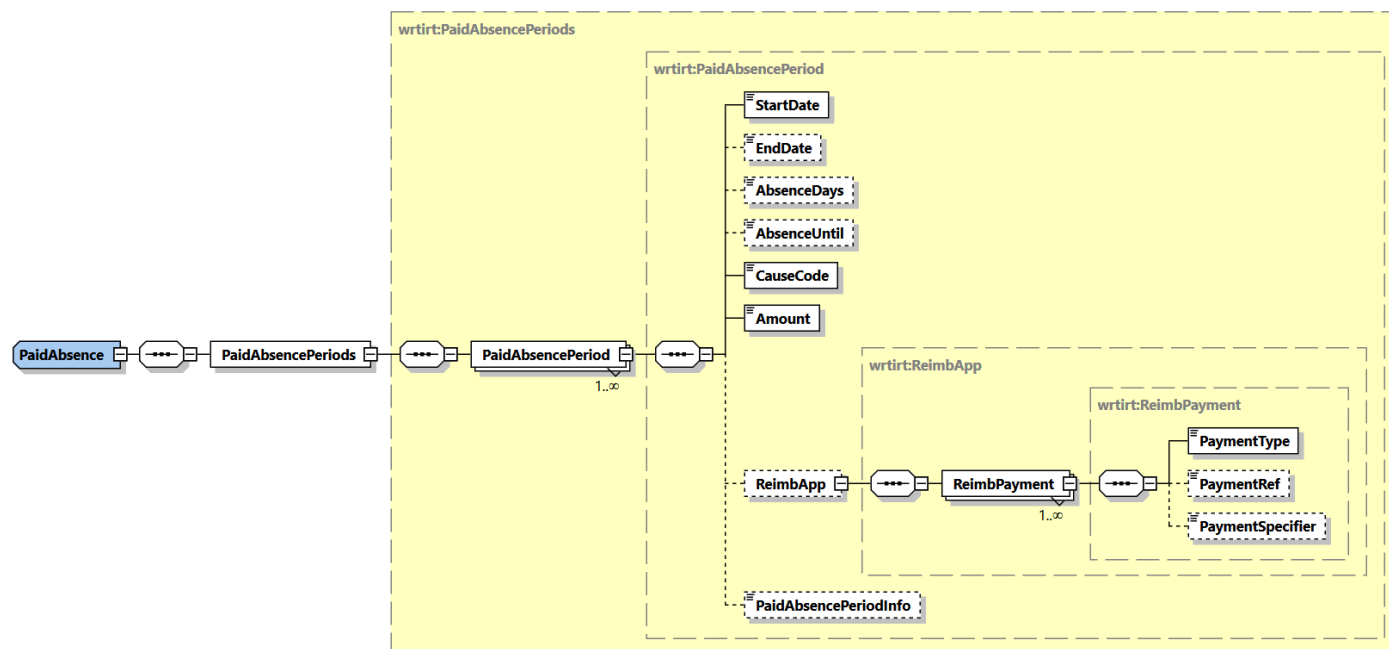 wrtirt:PaidAbsencePeriods
wrtirt:PaidAbsencePeriod
StartDate
EndDate
AbsenceDays
AbsenceUntil
CauseCode
Amount
PaidAbsence
PaidAbsencePeriods
PaidAbsencePeriod
1..∞
wrtirt:ReimbApp
wrtirt:ReimbPayment
PaymentType
ReimbApp
ReimbPayment
1..∞
PaymentRef
PaymentSpecifier
PaidAbsencePeriodInfo